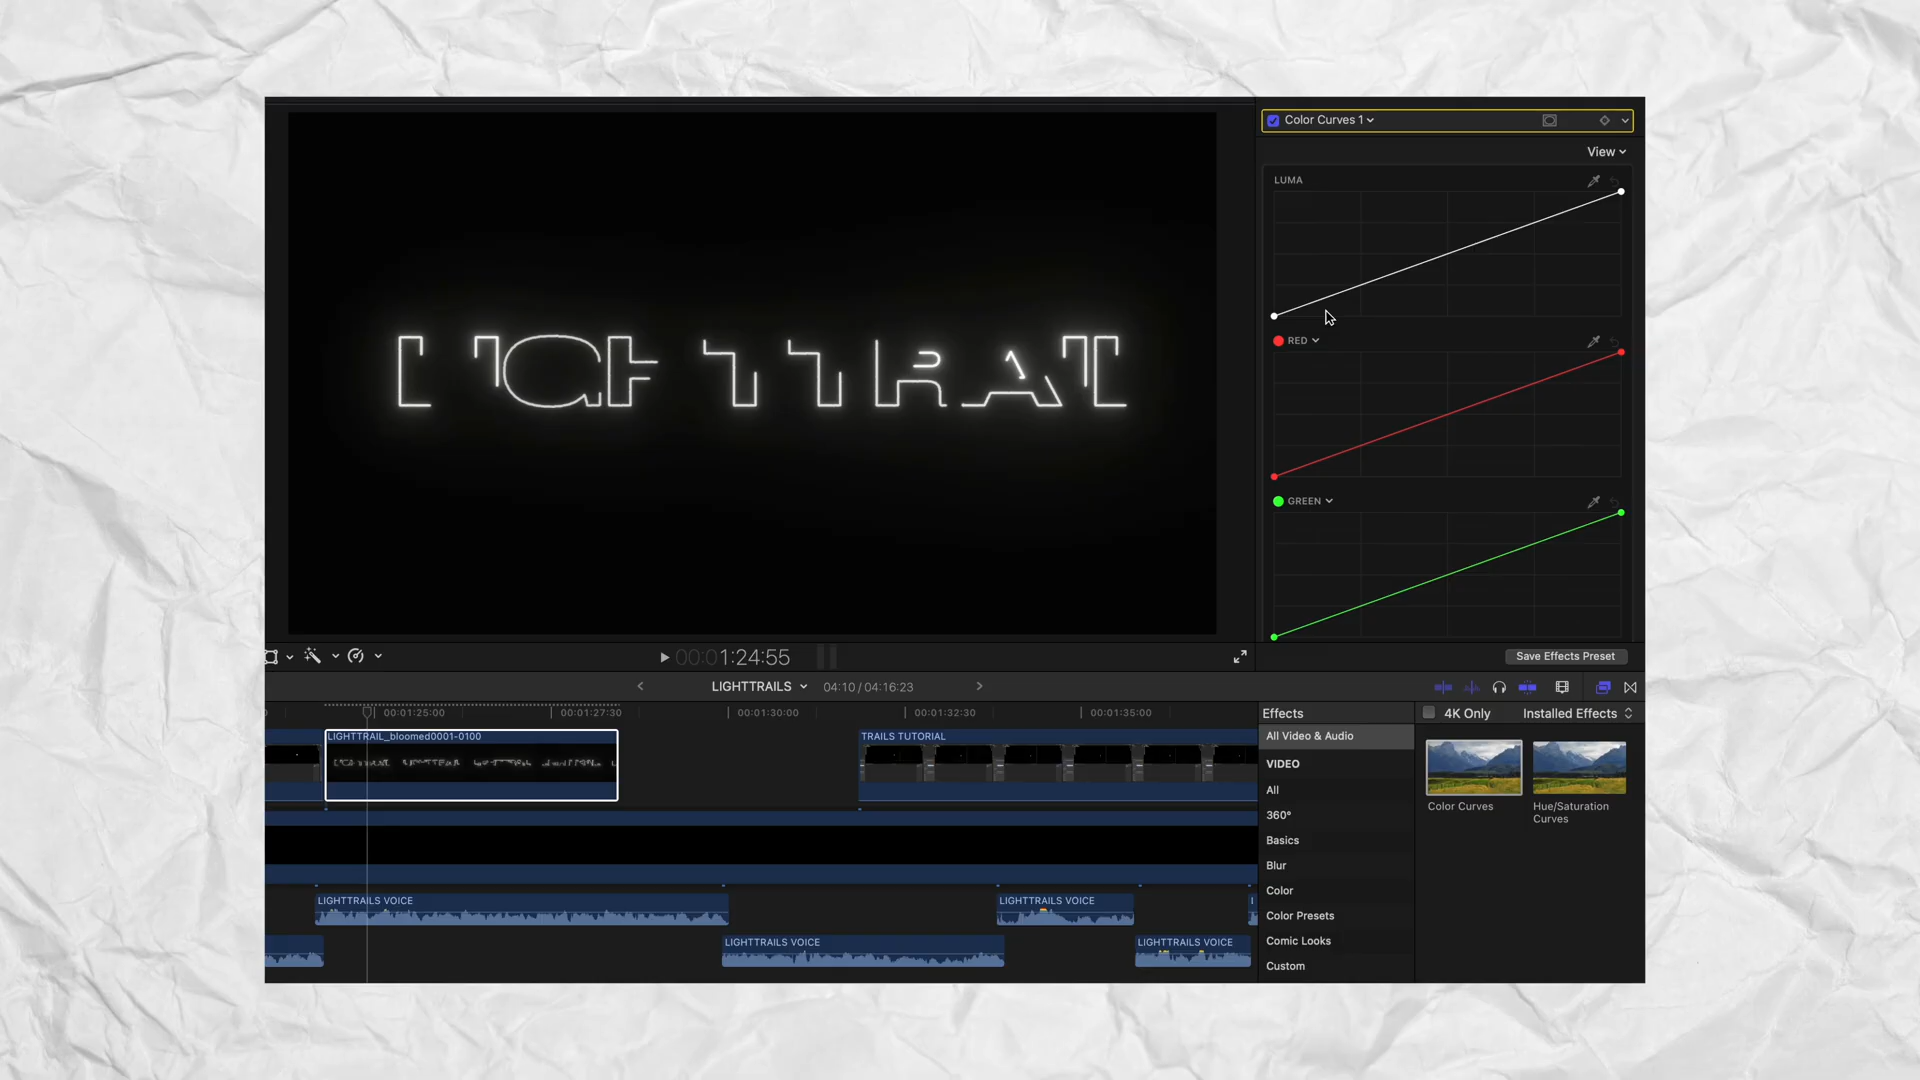 Color Curves 1
View
LUMA
RED
GREEN
00:01:24:55
Save Effects Preset
LIGHTTRAILS
04:10 / 04:16:23
00:01:25:00
00:01:27:30
00:01:30:00
00:01:32:30
00:01:35:00
Effects
4K Only
Installed Effects
LIGHTTRAIL_bloomed0001-0100
TRAILS TUTORIAL
All Video & Audio
VIDEO
All
360°
Basics
Blur
Color
Color Presets
Comic Looks
Custom
Color Curves
Hue/Saturation
Curves
LIGHTTRAILS VOICE
LIGHTTRAILS VOICE
LIGHTTRAILS VOICE
LIGHTTRAILS VOICE